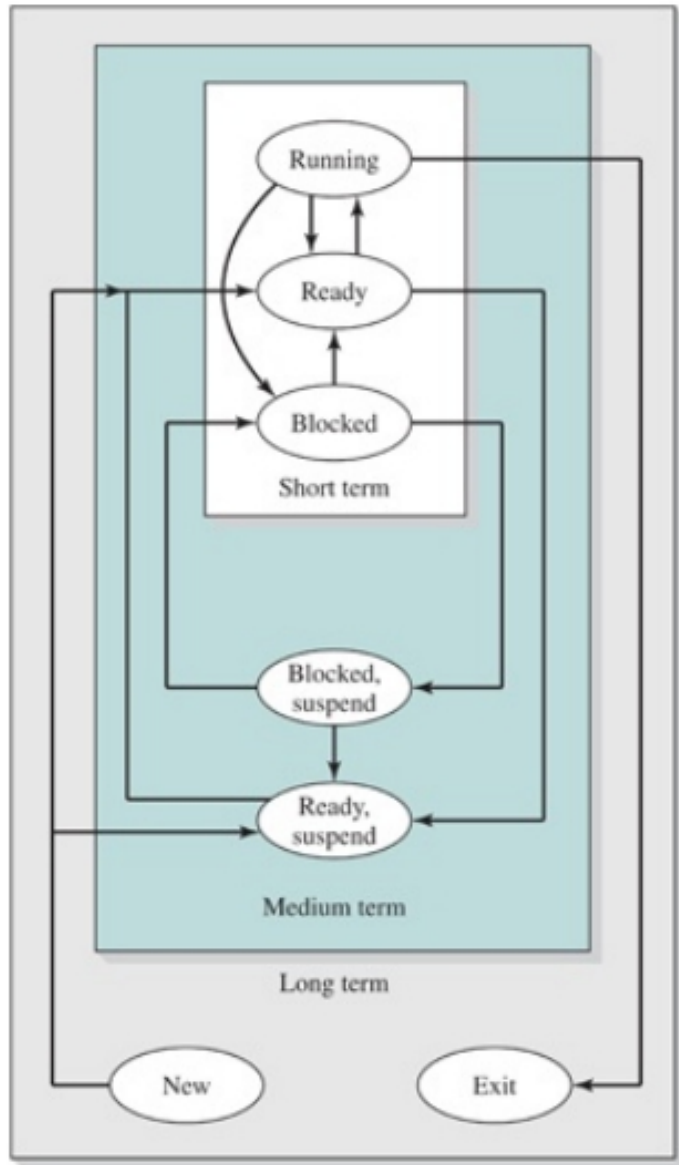 Running
Ready
Blocked
Short term
Blocked,
suspend
Ready,
suspend
Medium term
Long term
New
Exit